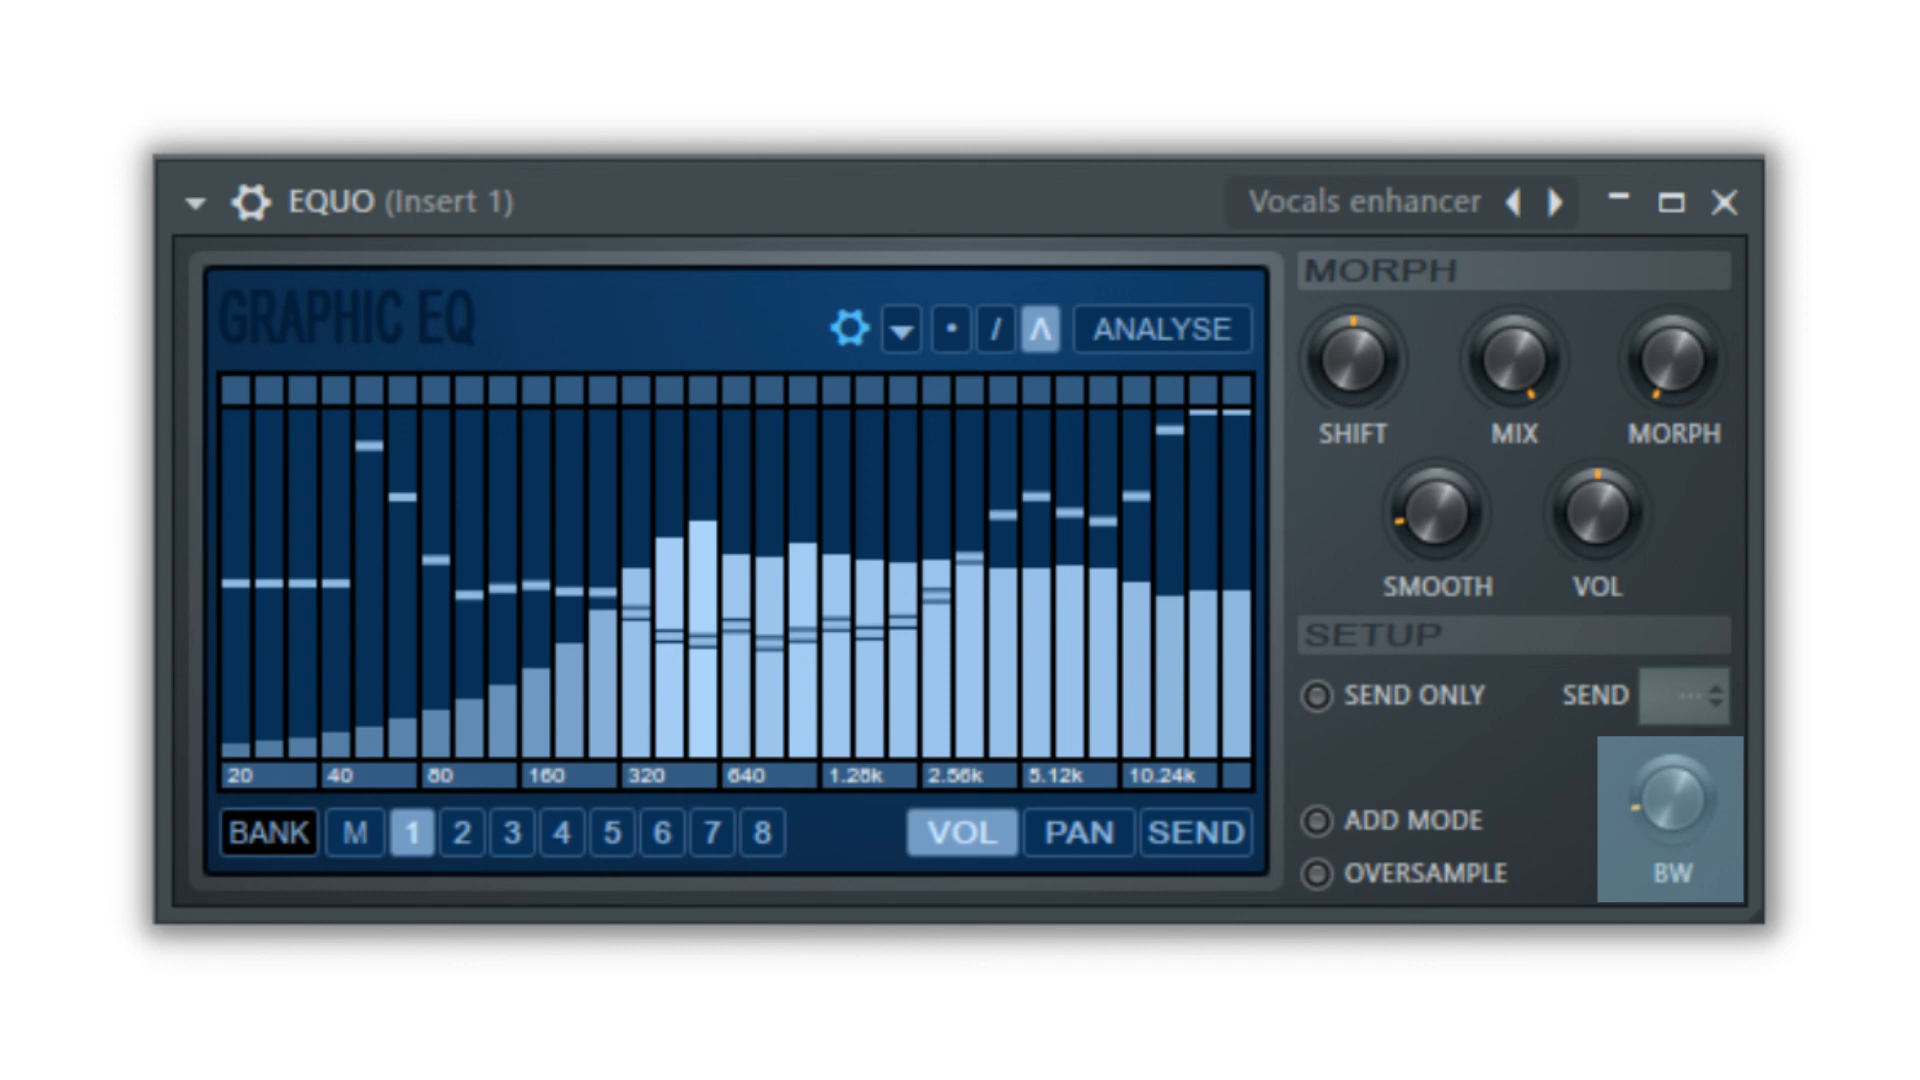 EQUO (Insert 1) Vocals enhancer
GRAPHIC EQ
• / Λ ANALYSE
20 40 80 160 320 640 1.28k 2.56k 5.12k 10.24k
BANK M 1 2 3 4 5 6 7 8 VOL PAN SEND
MORPH
SHIFT MIX MORPH
SMOOTH VOL
SETUP
SEND ONLY SEND ---
ADD MODE
OVERSAMPLE
BW